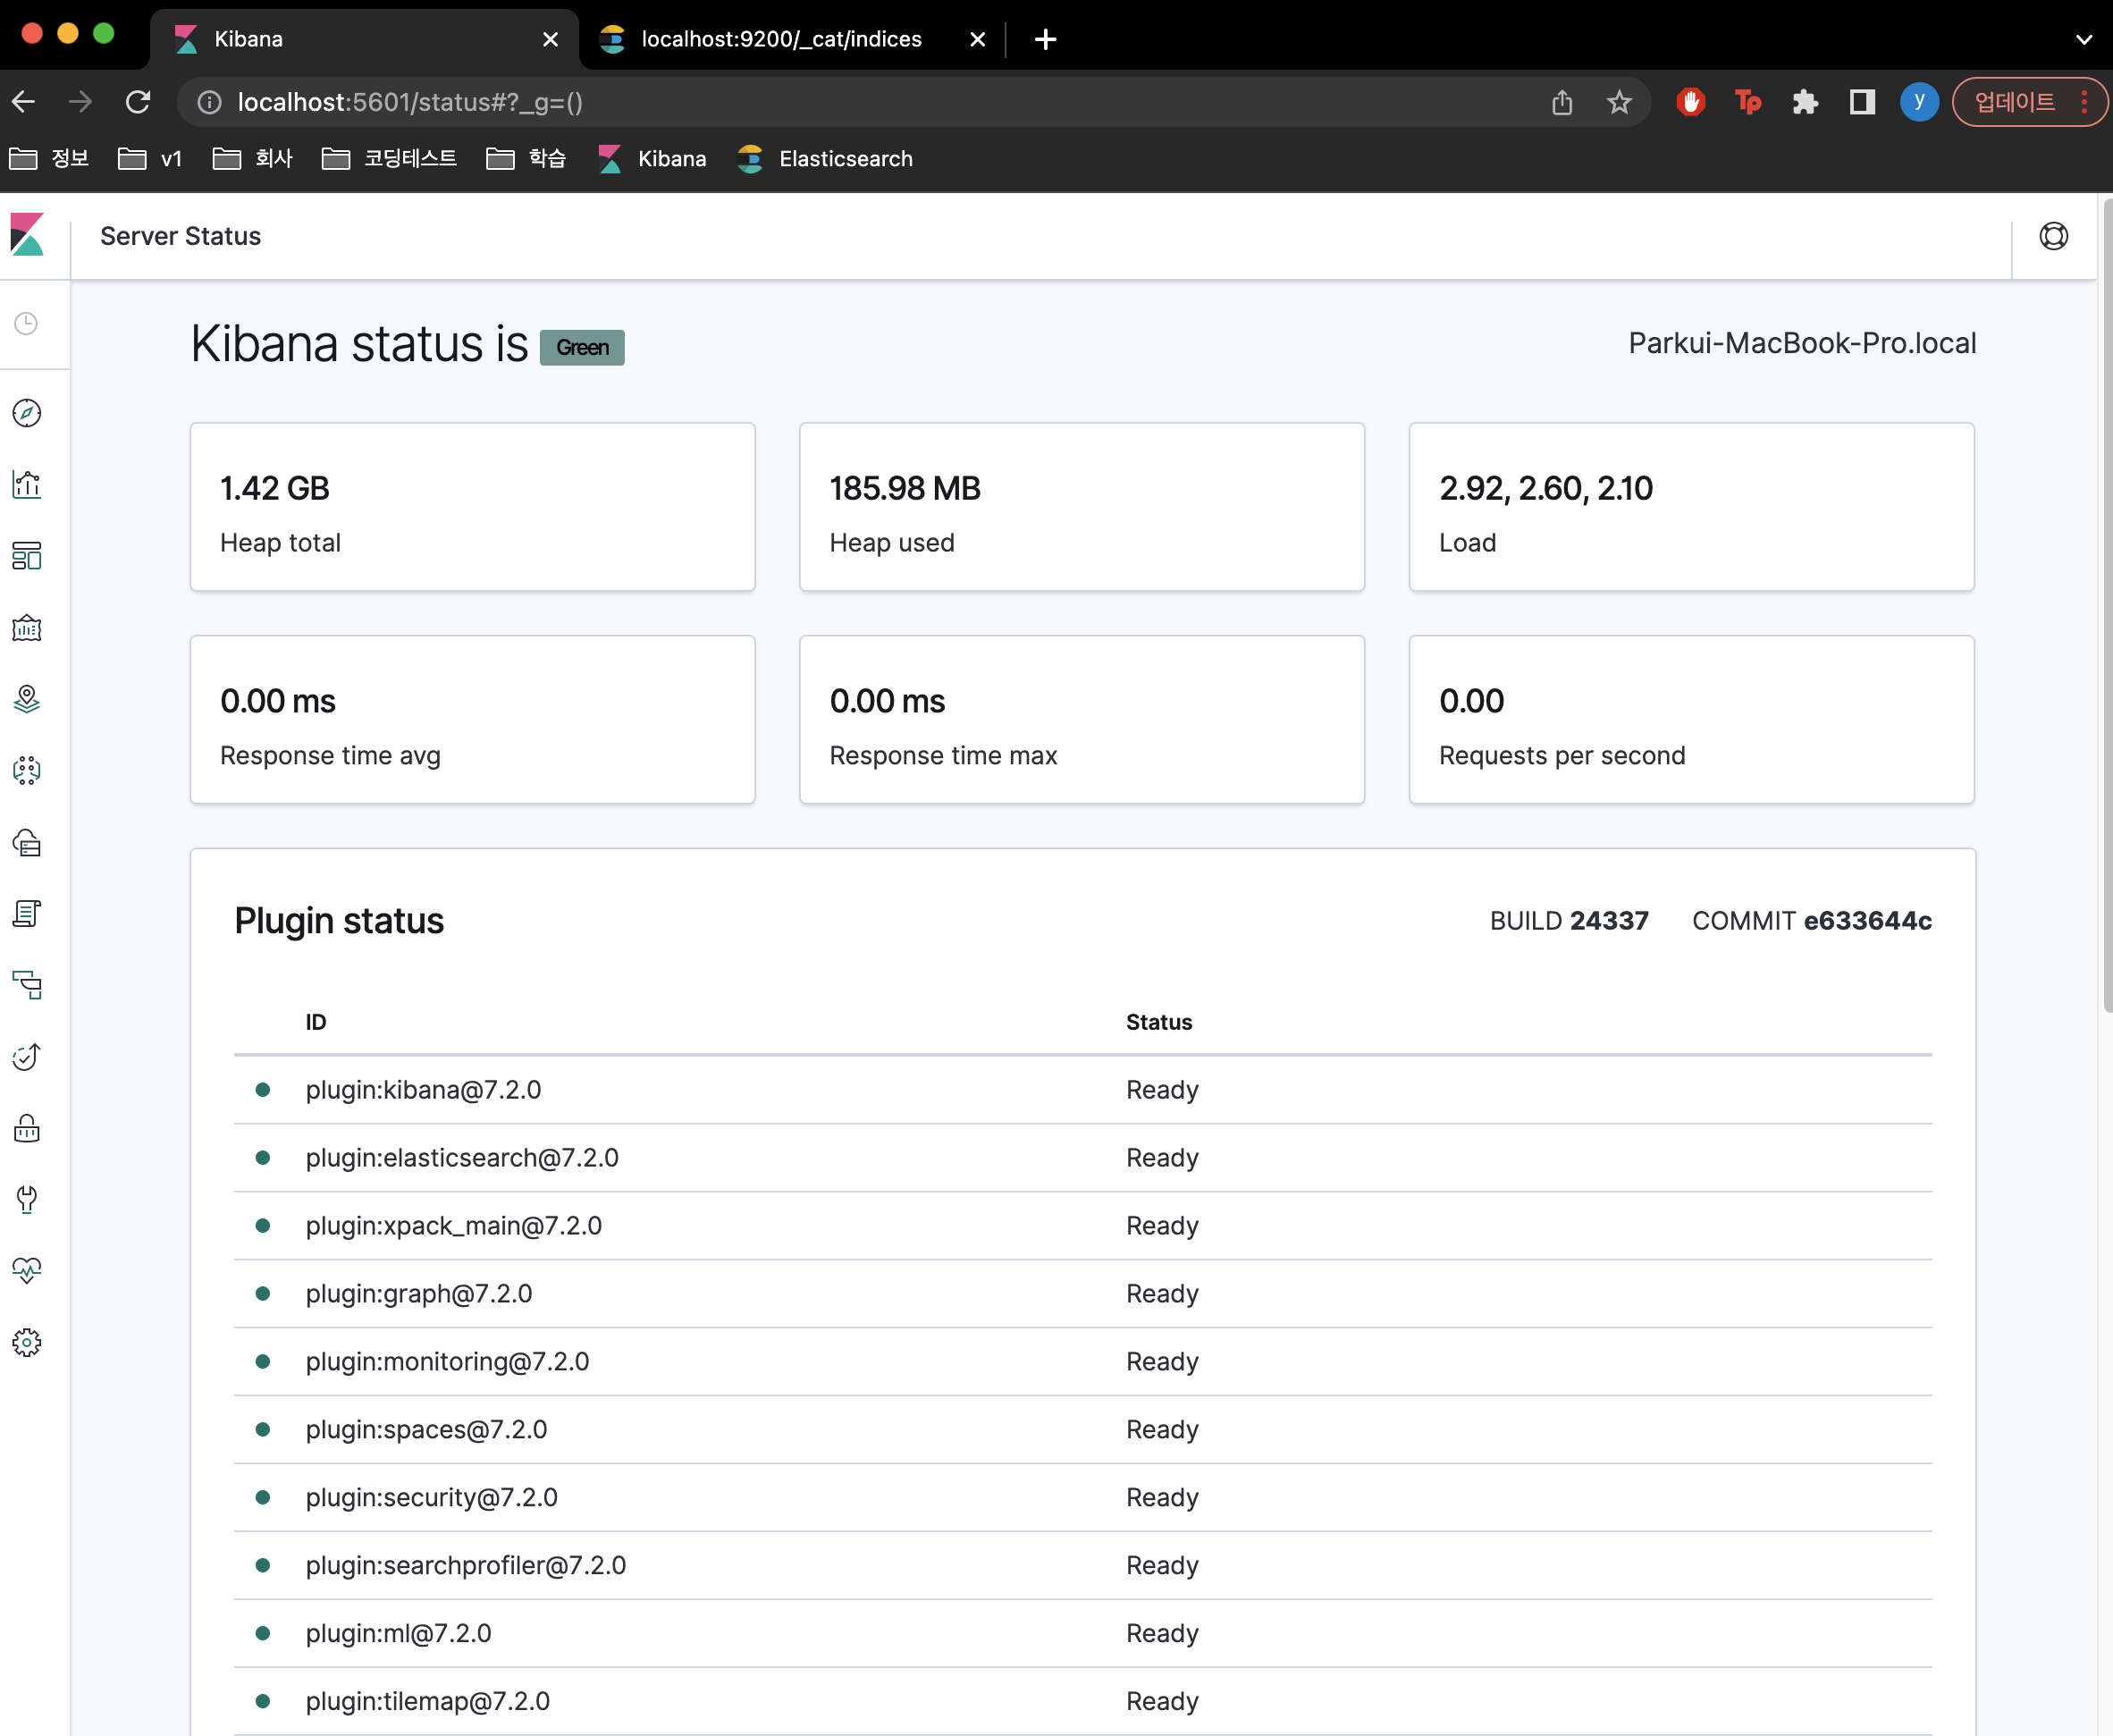 Kibana
localhost:9200/_cat/indices
localhost:5601/status#?_g=()
Tp
y
업데이트
정보
v1
회사
코딩테스트
학습
Kibana
Elasticsearch
Server Status
Kibana status is Green
Parkui-MacBook-Pro.local
1.42 GB
Heap total
185.98 MB
Heap used
2.92, 2.60, 2.10
Load
0.00 ms
Response time avg
0.00 ms
Response time max
0.00
Requests per second
Plugin status
BUILD 24337
COMMIT e633644c
ID Status
plugin:kibana@7.2.0 Ready
plugin:elasticsearch@7.2.0 Ready
plugin:xpack_main@7.2.0 Ready
plugin:graph@7.2.0 Ready
plugin:monitoring@7.2.0 Ready
plugin:spaces@7.2.0 Ready
plugin:security@7.2.0 Ready
plugin:searchprofiler@7.2.0 Ready
plugin:ml@7.2.0 Ready
plugin:tilemap@7.2.0 Ready